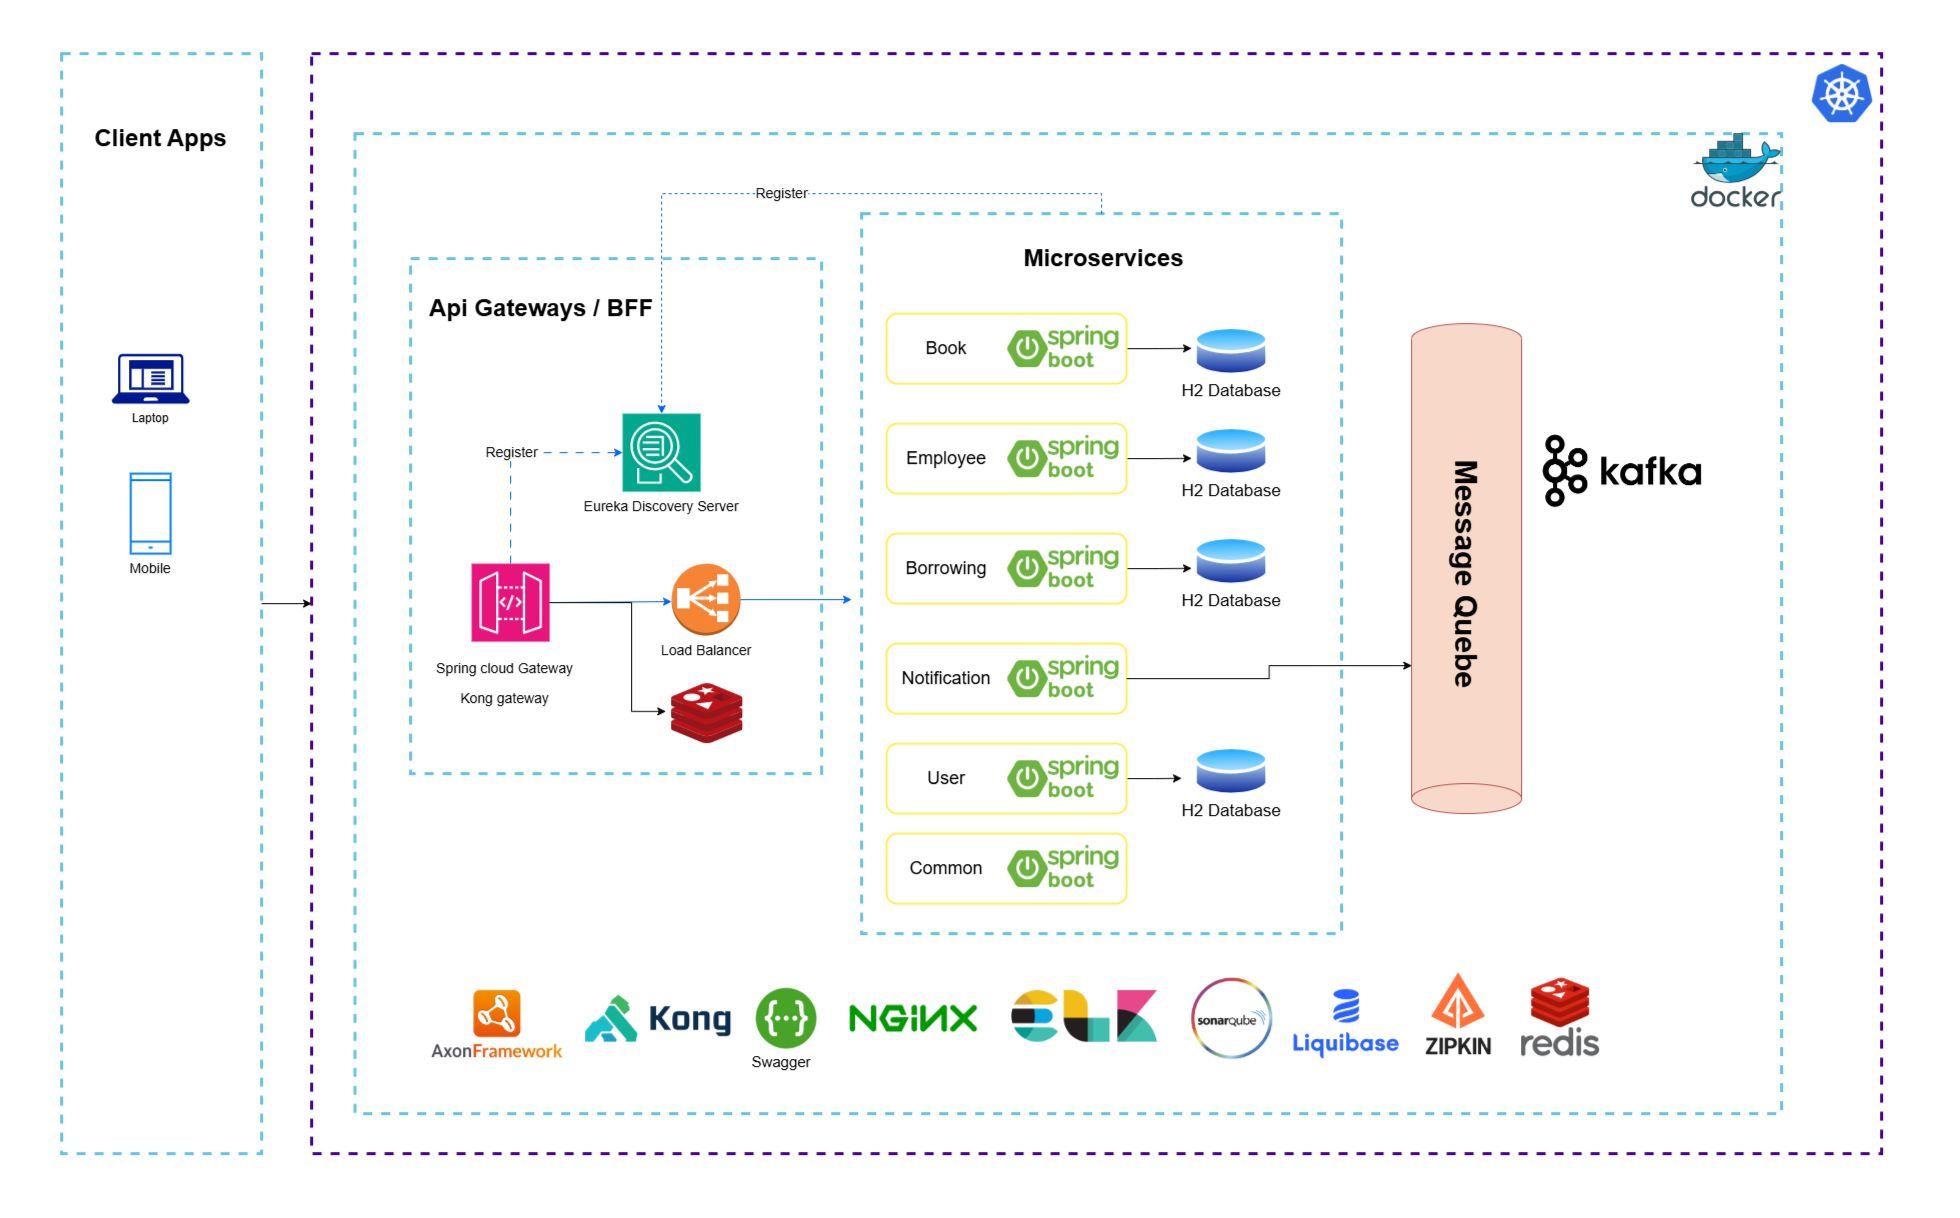 Client Apps
Laptop
Mobile
docker
Register
Api Gateways / BFF
Register
Eureka Discovery Server
Spring cloud Gateway
Kong gateway
Load Balancer
Microservices
Book
spring
boot
H2 Database
Employee
spring
boot
H2 Database
Borrowing
spring
boot
H2 Database
Notification
spring
boot
User
spring
boot
H2 Database
Common
spring
boot
Message Quebe
kafka
AxonFramework
Kong
{...}
Swagger
NGINX
ELK
sonarqube
Liquibase
ZIPKIN
redis